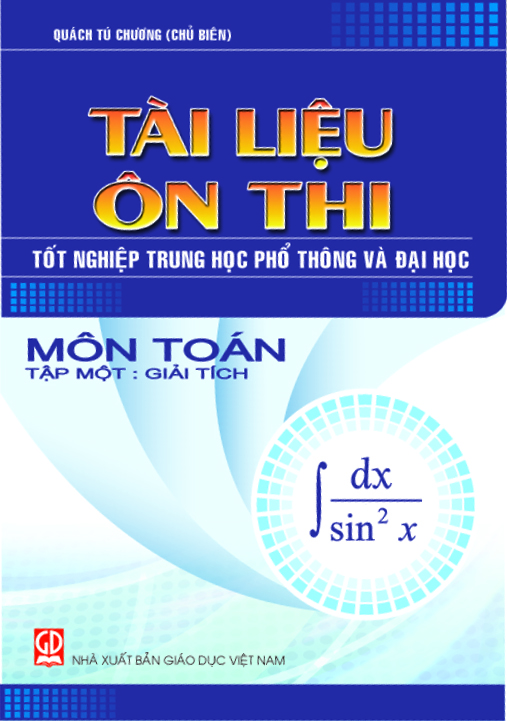 QUÁCH TÚ CHƯƠNG (CHỦ BIÊN)
TÀI LIỆU
ÔN THI
TỐT NGHIỆP TRUNG HỌC PHỔ THÔNG VÀ ĐẠI HỌC
MÔN TOÁN
TẬP MỘT : GIẢI TÍCH
∫ dx
sin² x
GD
NHÀ XUẤT BẢN GIÁO DỤC VIỆT NAM